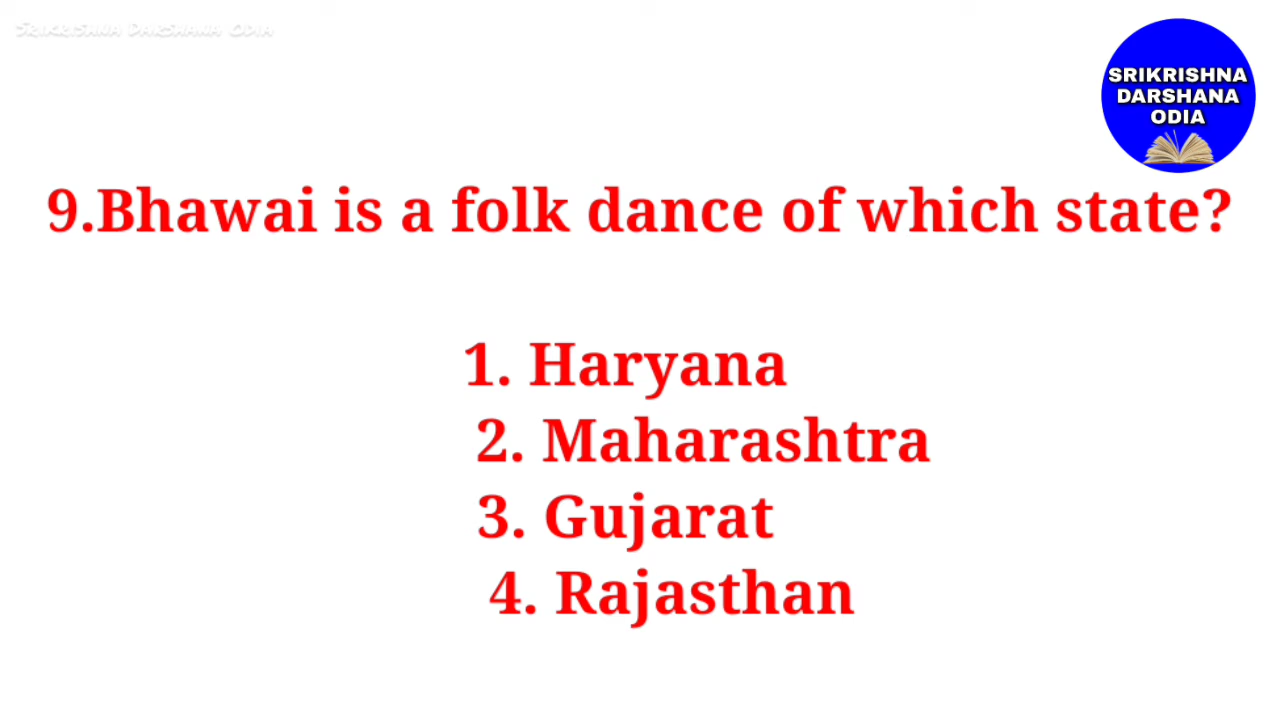 Srikrishna Darshana Odia
SRIKRISHNA
DARSHANA
ODIA
9.Bhawai is a folk dance of which state?
1. Haryana
2. Maharashtra
3. Gujarat
4. Rajasthan